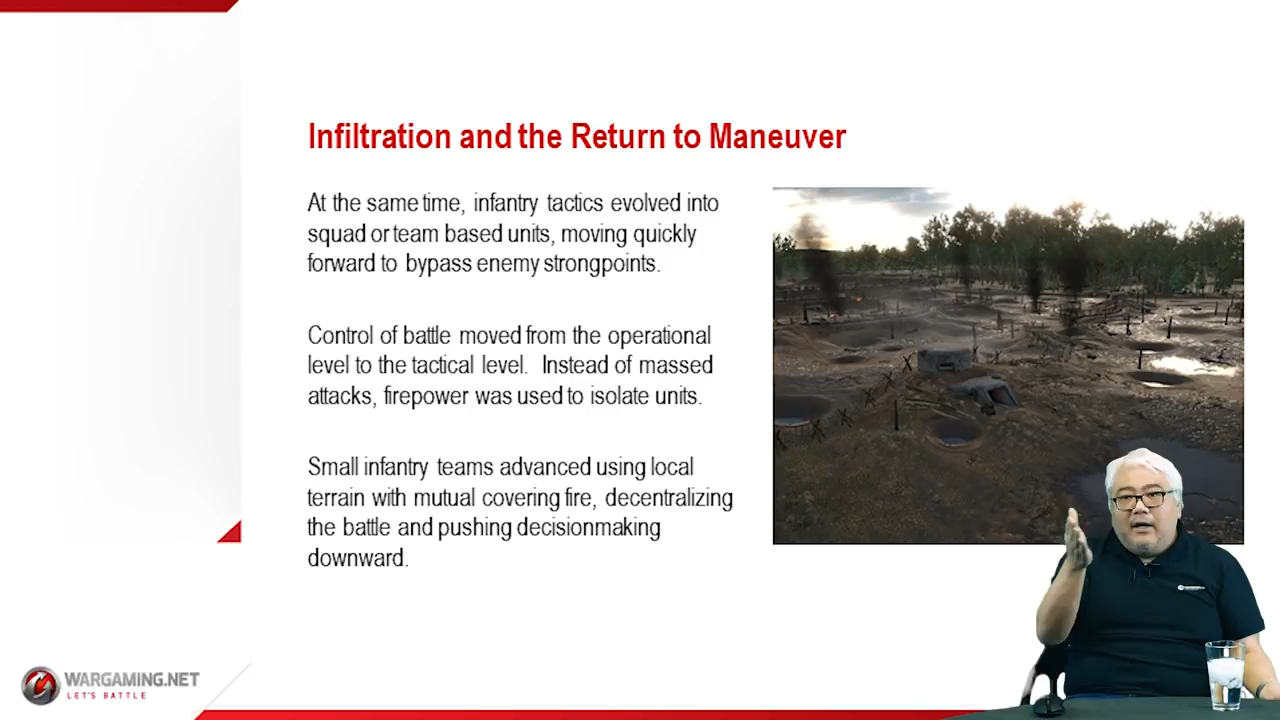 Infiltration and the Return to Maneuver
At the same time, infantry tactics evolved into
squad or team based units, moving quickly
forward to bypass enemy strongpoints.
Control of battle moved from the operational
level to the tactical level. Instead of massed
attacks, firepower was used to isolate units.
Small infantry teams advanced using local
terrain with mutual covering fire, decentralizing
the battle and pushing decisionmaking
downward.
WARGAMING.NET
LET'S BATTLE